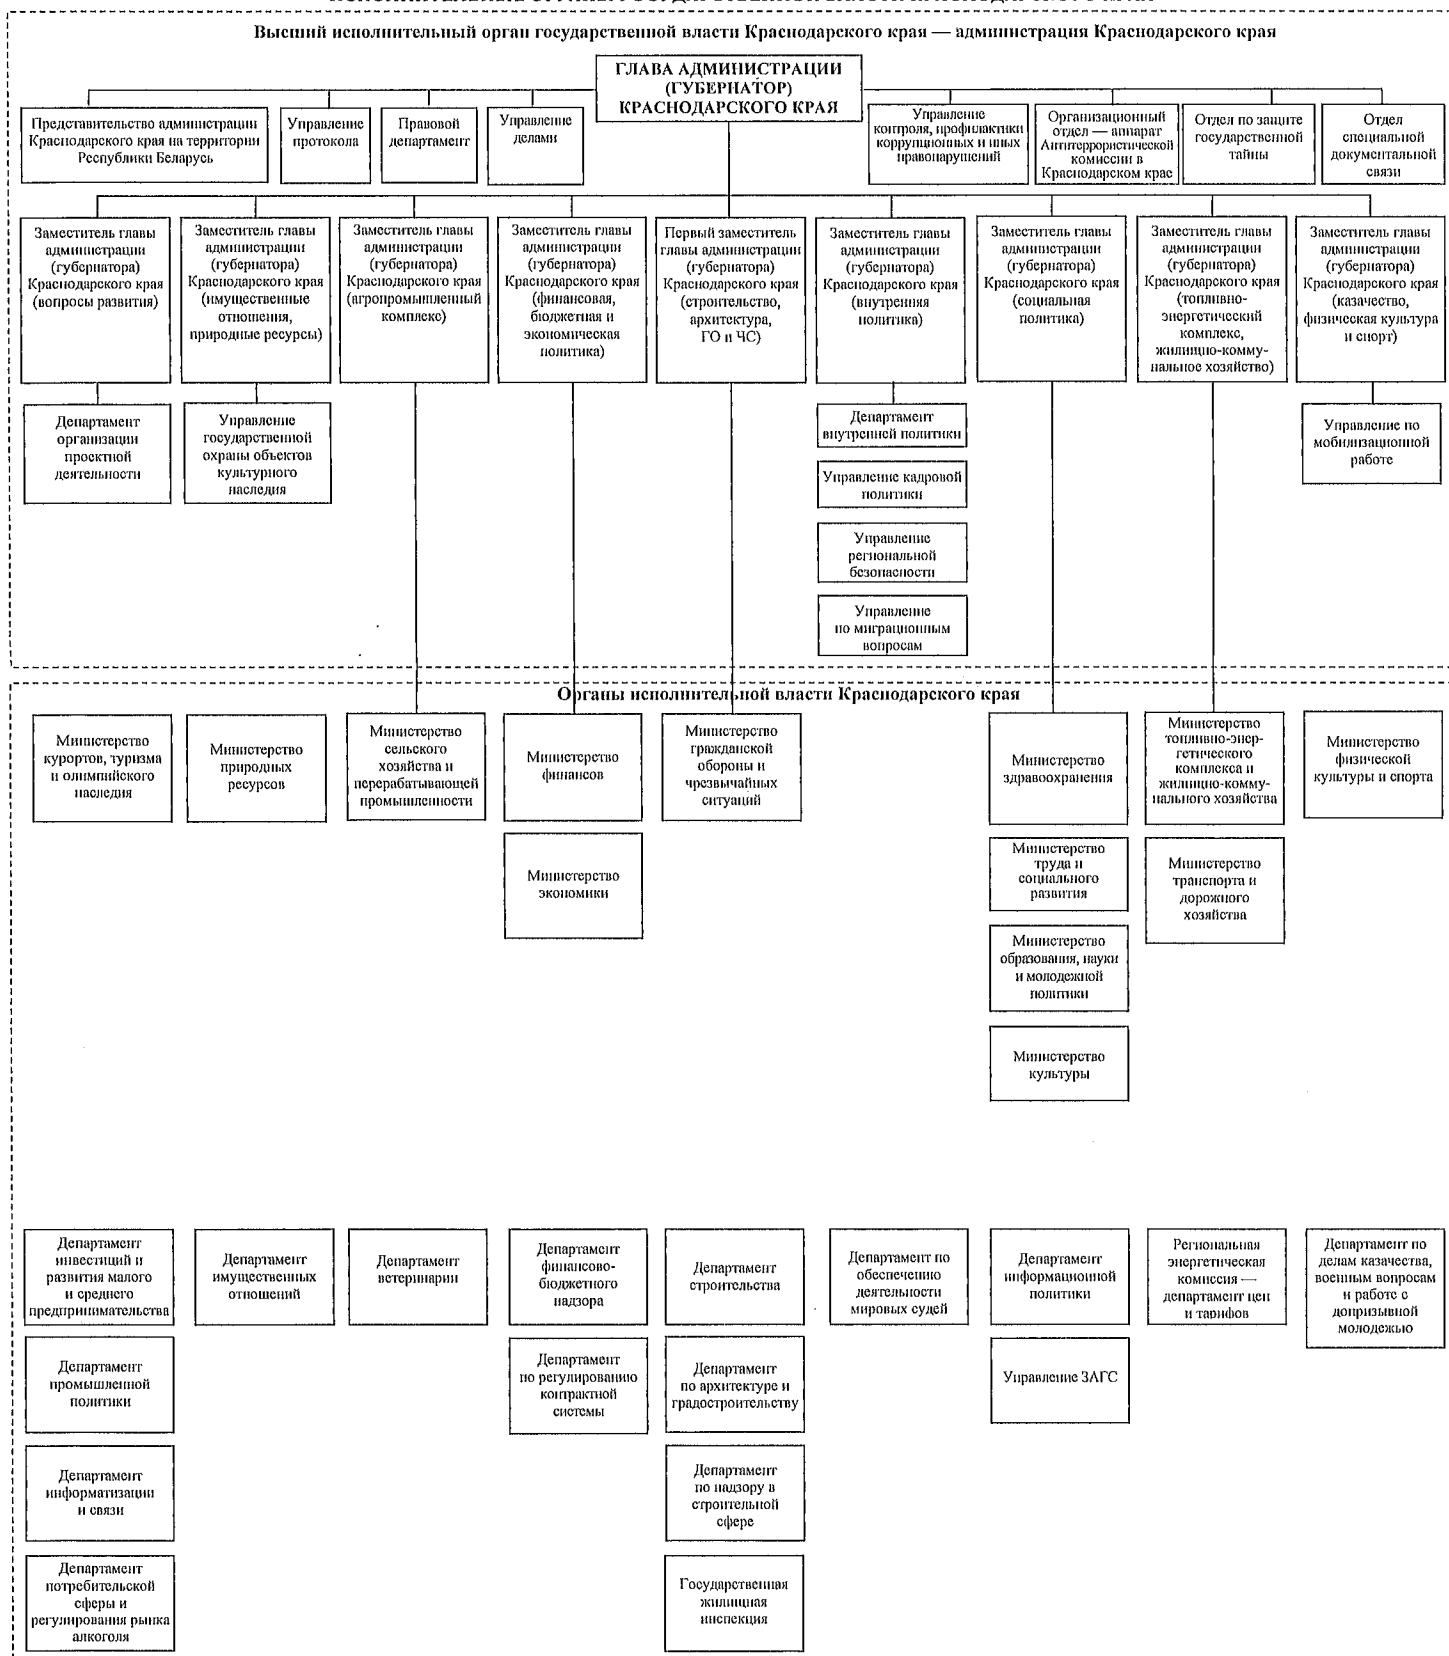 Высший исполнительный орган государственной власти Краснодарского края — администрация Краснодарского края
ГЛАВА АДМИНИСТРАЦИИ
(ГУБЕРНАТОР)
КРАСНОДАРСКОГО КРАЯ
Представительство администрации
Краснодарского края на территории
Республики Беларусь
Управление
протокола
Правовой
департамент
Управление
делами
Управление
контроля, профилактики
коррупционных и иных
правонарушений
Организационный
отдел — аппарат
Антитеррористической
комиссии в
Краснодарском крае
Отдел по защите
государственной
тайны
Отдел
специальной
документальной
связи
Заместитель главы
администрации
(губернатора)
Краснодарского края
(вопросы развития)
Заместитель главы
администрации
(губернатора)
Краснодарского края
(имущественные
отношения,
природные ресурсы)
Заместитель главы
администрации
(губернатора)
Краснодарского края
(агропромышленный
комплекс)
Заместитель главы
администрации
(губернатора)
Краснодарского края
(финансовая,
бюджетная и
экономическая
политика)
Первый заместитель
главы администрации
(губернатора)
Краснодарского края
(строительство,
архитектура,
ГО и ЧС)
Заместитель главы
администрации
(губернатора)
Краснодарского края
(внутренняя
политика)
Заместитель главы
администрации
(губернатора)
Краснодарского края
(социальная
политика)
Заместитель главы
администрации
(губернатора)
Краснодарского края
(топливно-
энергетический
комплекс,
жилищно-комму-
нальное хозяйство)
Заместитель главы
администрации
(губернатора)
Краснодарского края
(казачество,
физическая культура
и спорт)
Департамент
организации
проектной
деятельности
Управление
государственной
охраны объектов
культурного
наследия
Департамент
внутренней политики
Управление кадровой
политики
Управление
региональной
безопасности
Управление
по миграционным
вопросам
Управление по
мобилизационной
работе
Органы исполнительной власти Краснодарского края
Министерство
курортов, туризма
и олимпийского
наследия
Министерство
природных
ресурсов
Министерство
сельского
хозяйства и
перерабатывающей
промышленности
Министерство
финансов
Министерство
гражданской
обороны и
чрезвычайных
ситуаций
Министерство
здравоохранения
Министерство
топливно-энер-
гетического
комплекса и
жилищно-комму-
нального хозяйства
Министерство
физической
культуры и спорта
Министерство
экономики
Министерство
труда и
социального
развития
Министерство
транспорта и
дорожного
хозяйства
Министерство
образования, науки
и молодежной
политики
Министерство
культуры
Департамент
инвестиций и
развития малого
и среднего
предпринимательства
Департамент
имущественных
отношений
Департамент
ветеринарии
Департамент
финансово-
бюджетного
надзора
Департамент
строительства
Департамент по
обеспечению
деятельности
мировых судей
Департамент
информационной
политики
Региональная
энергетическая
комиссия —
департамент цен
и тарифов
Департамент по
делам казачества,
военным вопросам
и работе с
допризывной
молодежью
Департамент
промышленной
политики
Департамент
по регулированию
контрактной
системы
Департамент
по архитектуре и
градостроительству
Управление ЗАГС
Департамент
информатизации
и связи
Департамент
по надзору в
строительной
сфере
Департамент
потребительской
сферы и
регулирования рынка
алкоголя
Государственная
жилищная
инспекция